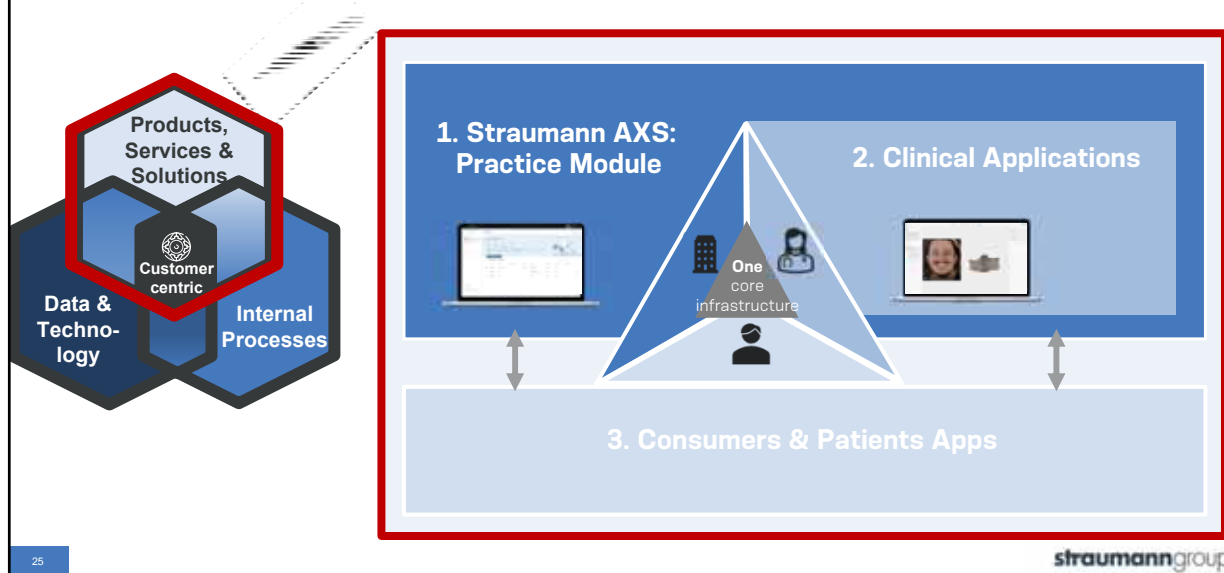 Products,
Services &
Solutions
Customer
centric
Data &
Techno-
logy
Internal
Processes
1. Straumann AXS:
Practice Module
2. Clinical Applications
One
core
infrastructure
3. Consumers & Patients Apps
25
straumanngroup